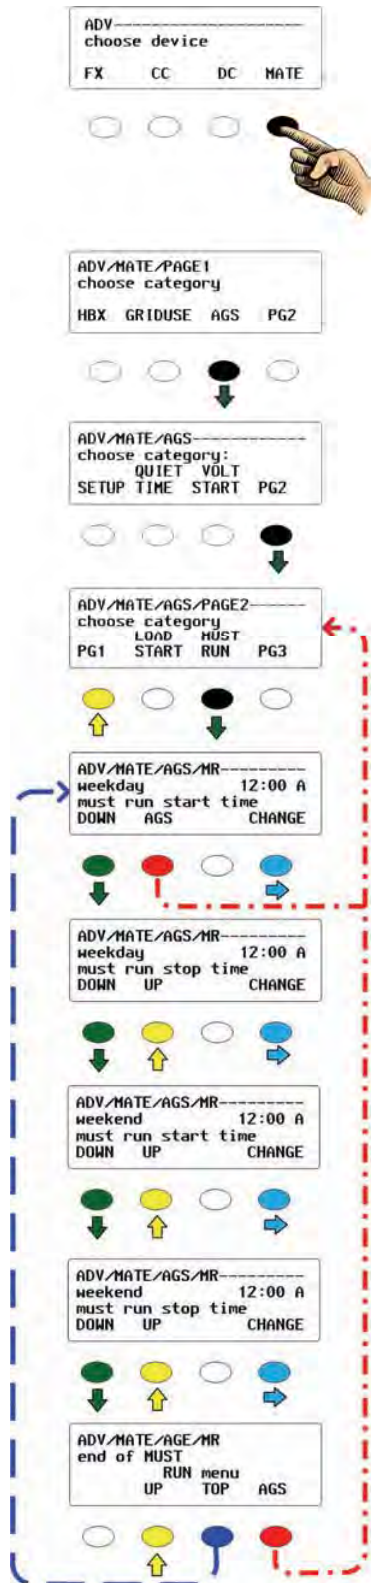 ADV---------------------
choose device
FX CC DC MATE
ADV/MATE/PAGE1
choose category
HBX GRIDUSE AGS PG2
ADV/MATE/AGS------------
choose category:
QUIET VOLT
SETUP TIME START PG2
ADV/MATE/AGS/PAGE2------
choose category
LOAD MUST
PG1 START RUN PG3
ADV/MATE/AGS/MR---------
weekday 12:00 A
must run start time
DOWN AGS CHANGE
ADV/MATE/AGS/MR---------
weekday 12:00 A
must run stop time
DOWN UP CHANGE
ADV/MATE/AGS/MR---------
weekend 12:00 A
must run start time
DOWN UP CHANGE
ADV/MATE/AGS/MR---------
weekend 12:00 A
must run stop time
DOWN UP CHANGE
ADV/MATE/AGE/MR
end of MUST
RUN menu
UP TOP AGS